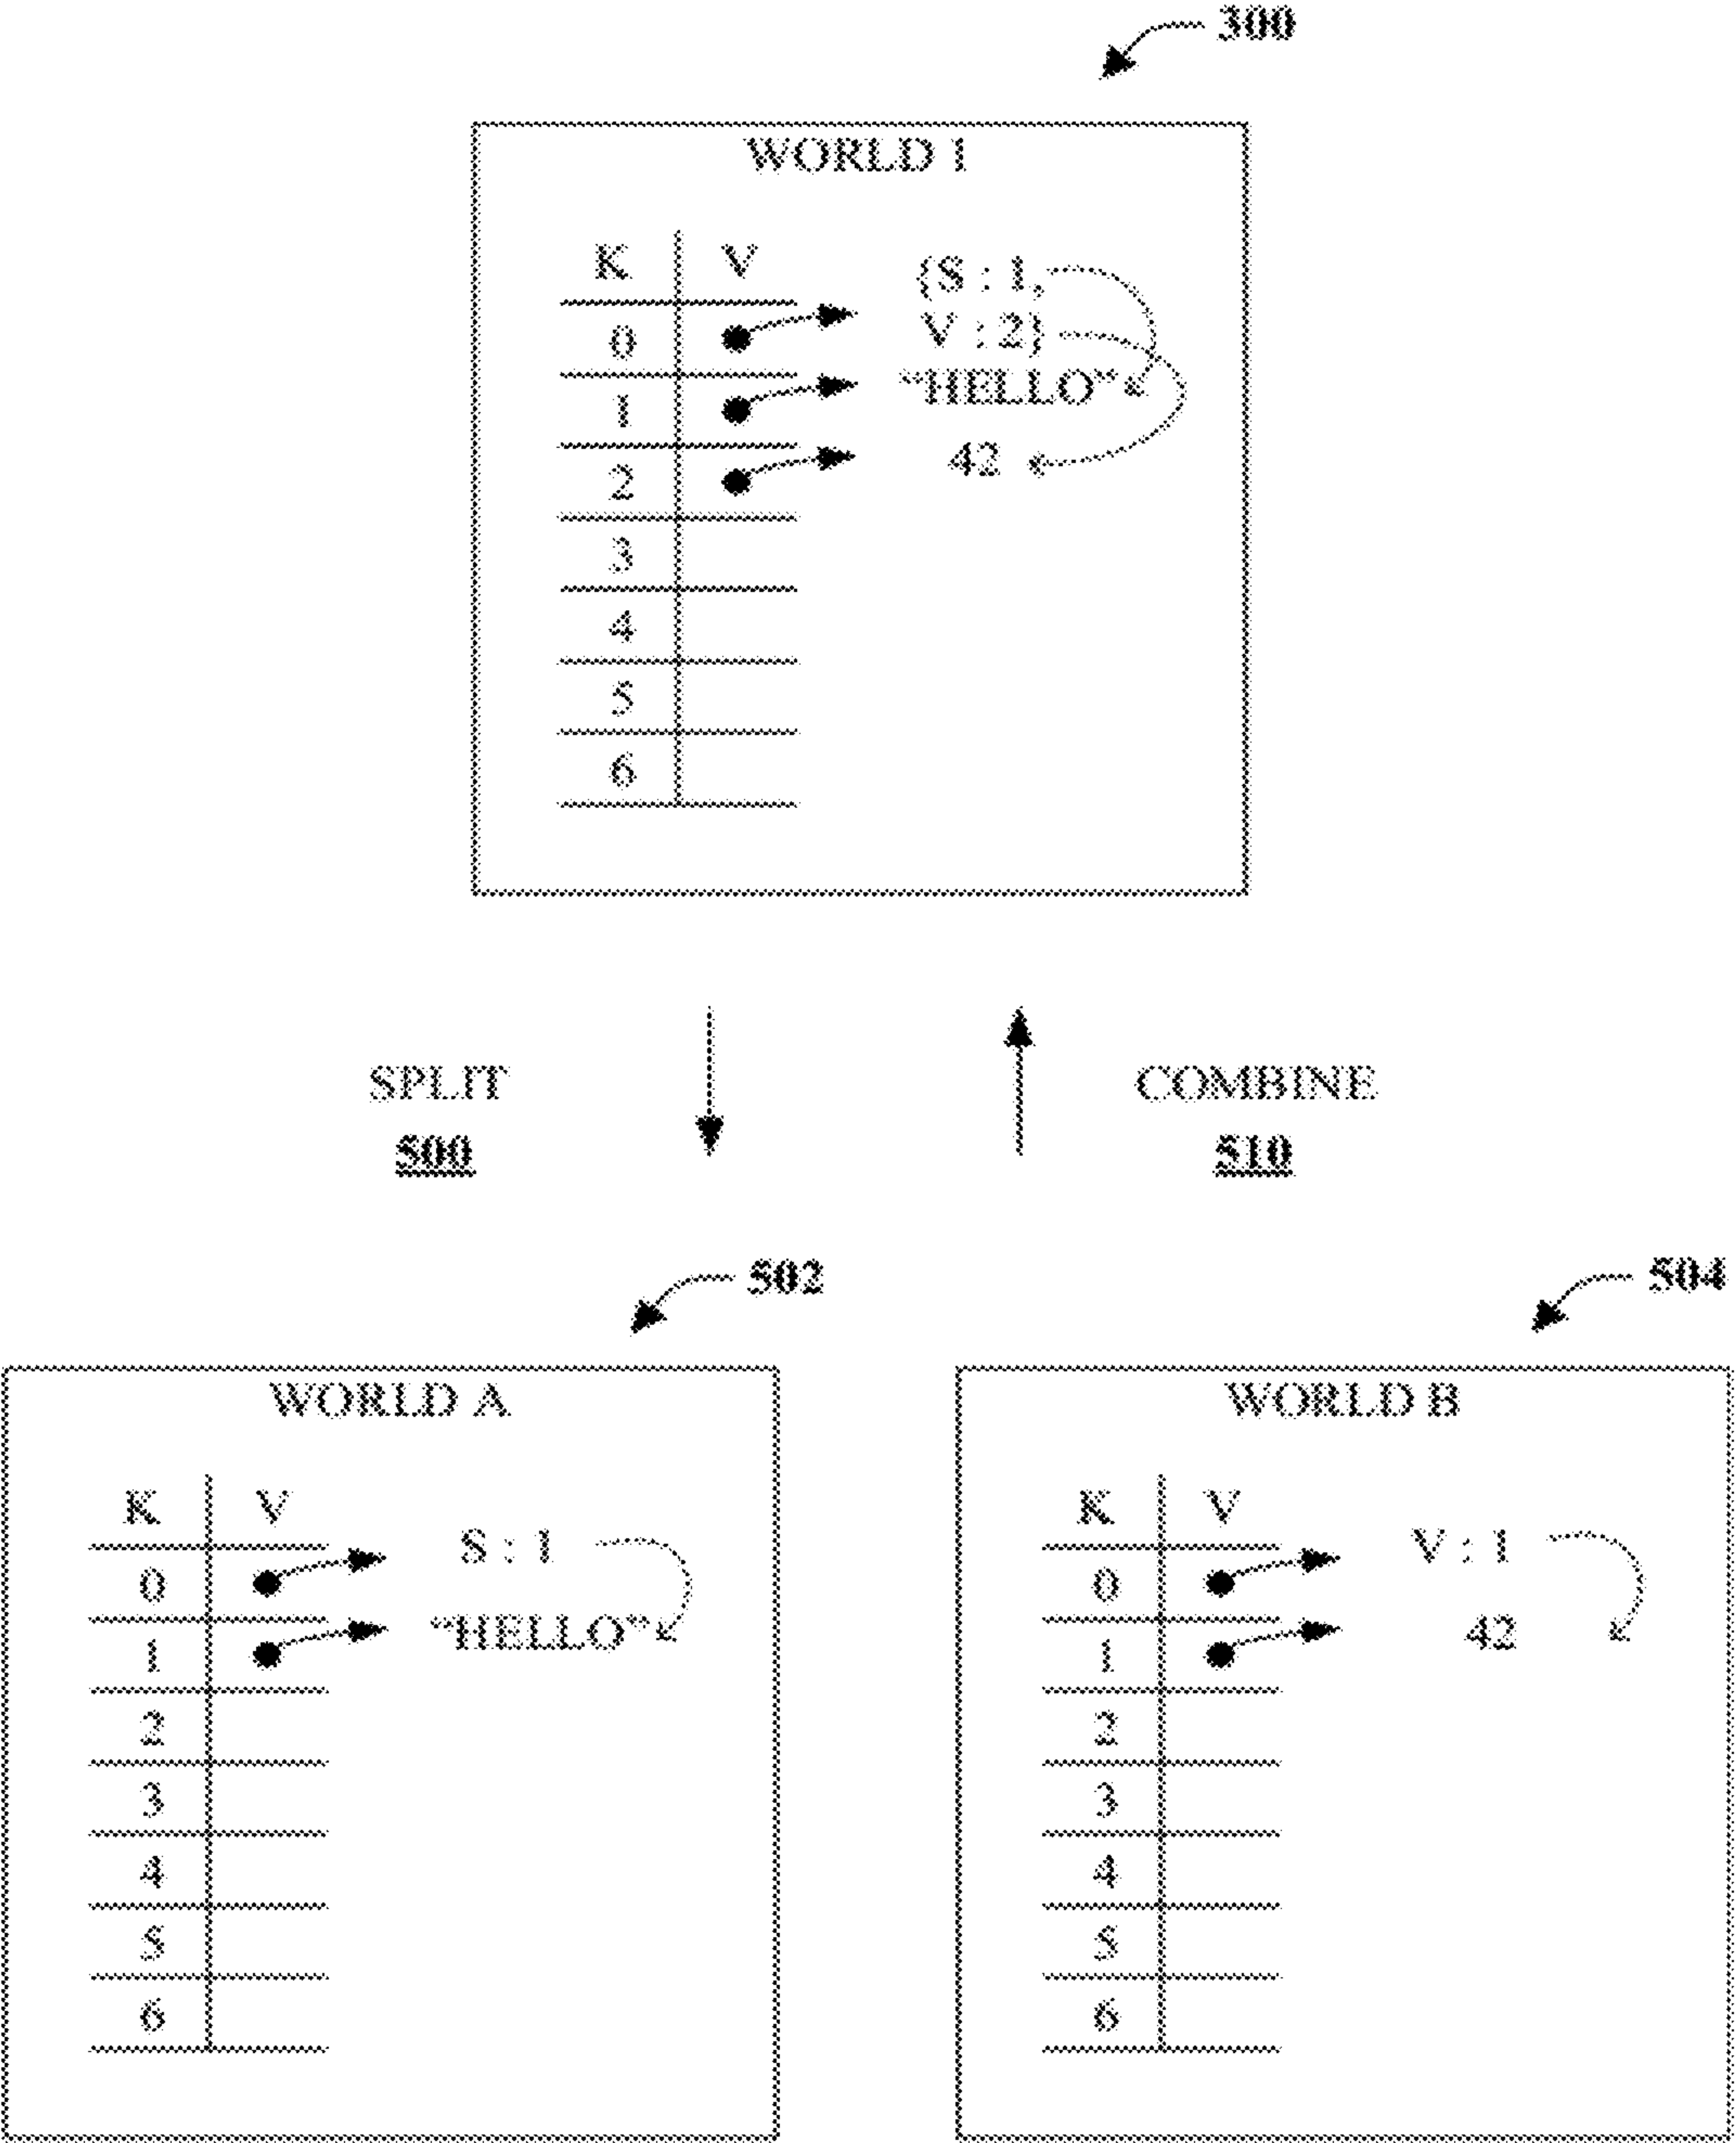 300
WORLD 1
K V
{S : 1,
0 V : 2}
1 “HELLO”
2 42
3
4
5
6
SPLIT COMBINE
500 510
502 504
WORLD A
K V
S : 1
0
1 “HELLO”
2
3
4
5
6
WORLD B
K V
V : 1
0
1 42
2
3
4
5
6